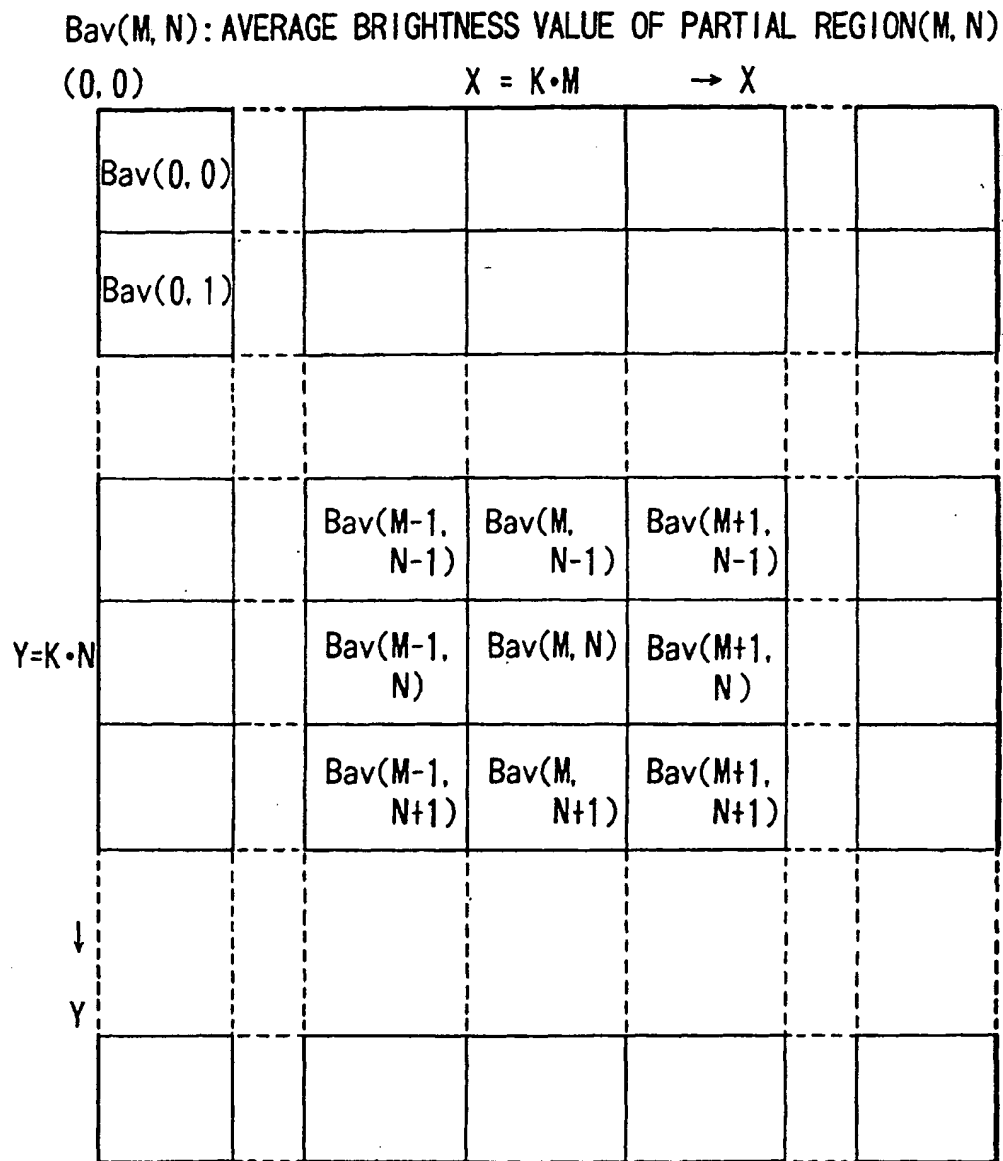 Bav(M, N): AVERAGE BRIGHTNESS VALUE OF PARTIAL REGION(M, N)
(0, 0)
X = K•M
→ X
Bav(0, 0)
Bav(0, 1)
Bav(M-1,
N-1)
Bav(M,
N-1)
Bav(M+1,
N-1)
Y=K•N
Bav(M-1,
N)
Bav(M, N)
Bav(M+1,
N)
Bav(M-1,
N+1)
Bav(M,
N+1)
Bav(M+1,
N+1)
↓
Y